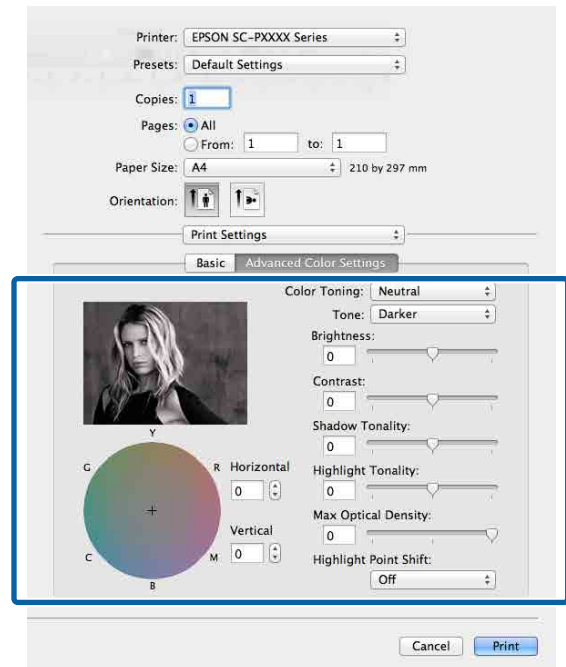 Printer: EPSON SC-PXXXX Series
Presets: Default Settings
Copies: 1
Pages: All
From: 1 to: 1
Paper Size: A4 210 by 297 mm
Orientation:
Print Settings
Basic Advanced Color Settings
Color Toning: Neutral
Tone: Darker
Brightness:
0
Contrast:
0
Shadow Tonality:
0
Highlight Tonality:
0
Max Optical Density:
0
Highlight Point Shift:
Off
Y
G R
C M
B
Horizontal
0
Vertical
0
Cancel Print